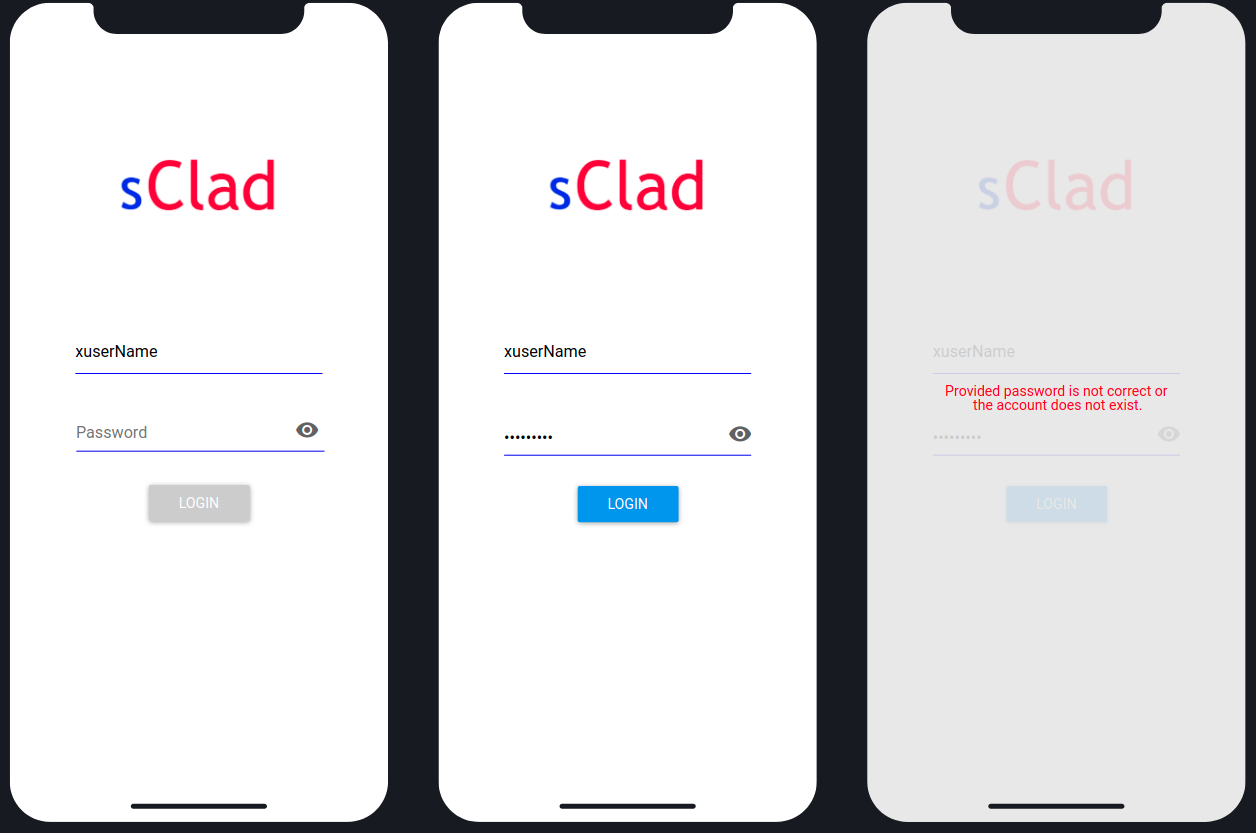 sClad
xuserName
Password
LOGIN
sClad
xuserName
•••••••••
LOGIN
sClad
xuserName
Provided password is not correct or
the account does not exist.
•••••••••
LOGIN